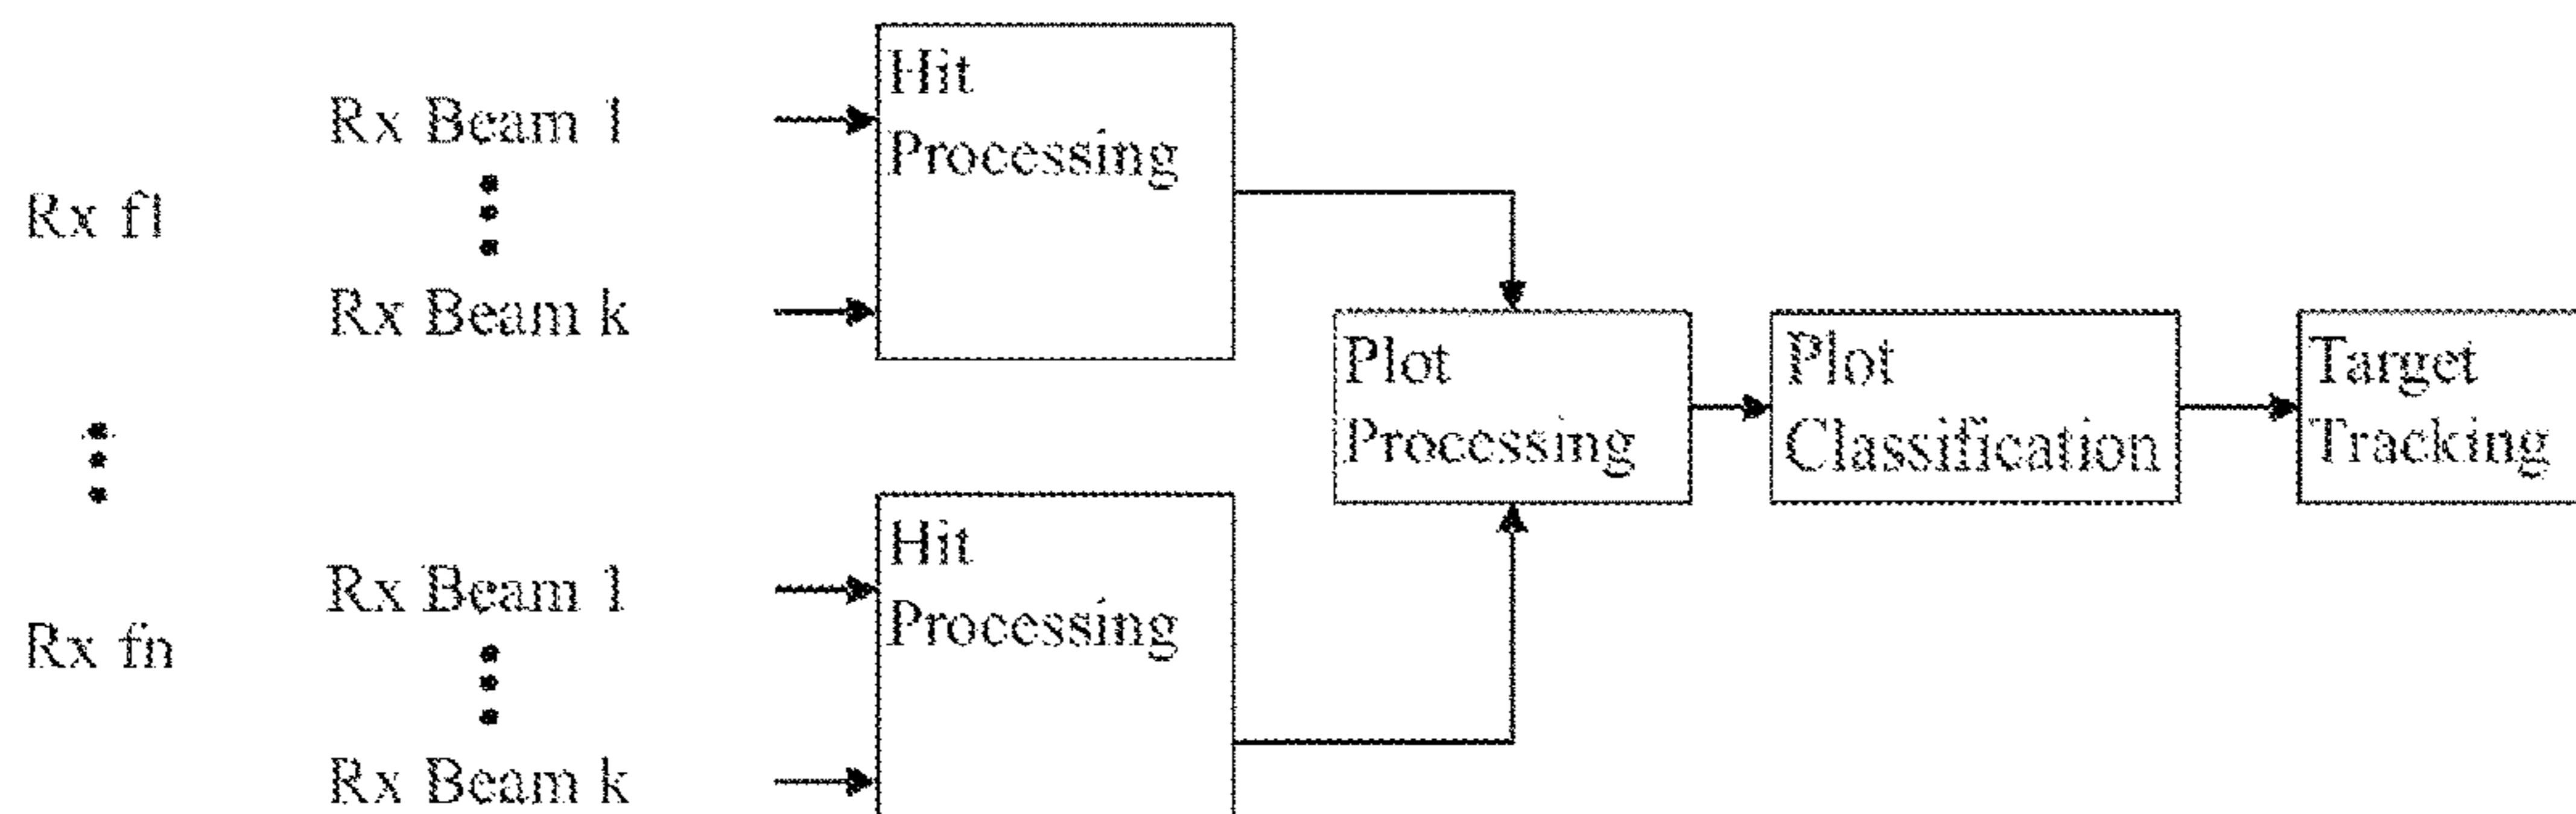 Rx f1
Rx Beam 1
Rx Beam k
Hit
Processing
Rx fn
Rx Beam 1
Rx Beam k
Hit
Processing
Plot
Processing
Plot
Classification
Target
Tracking